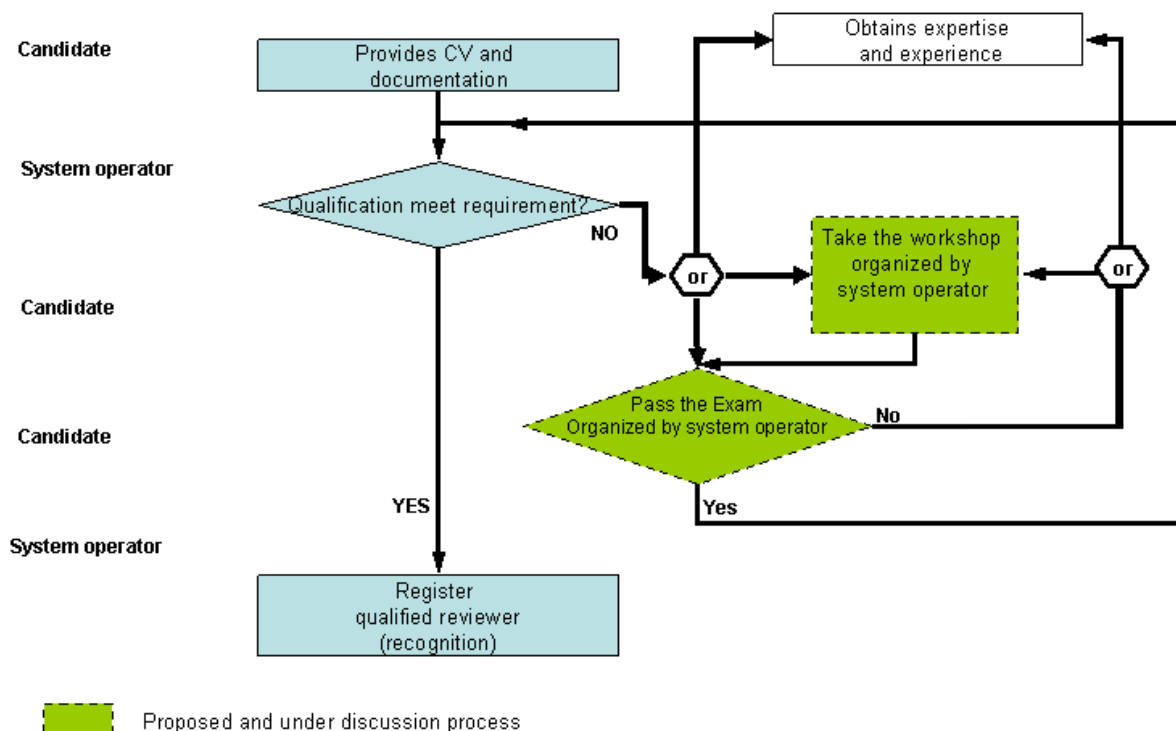 Candidate
Provides CV and
documentation
Obtains expertise
and experience
System operator
Qualification meet requirement?
NO
or
Take the workshop
organized by
system operator
or
Candidate
Pass the Exam
Organized by system operator
No
Candidate
YES
Yes
System operator
Register
qualified reviewer
(recognition)
Proposed and under discussion process